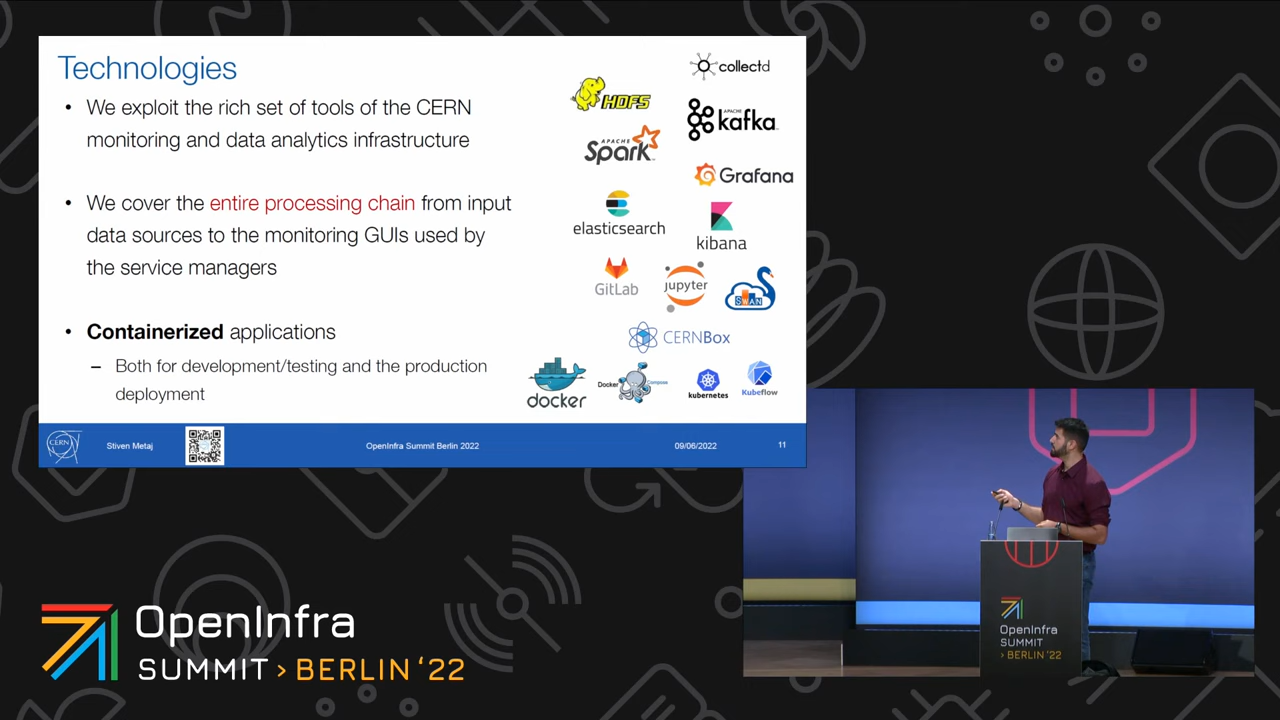 Technologies
• We exploit the rich set of tools of the CERN
monitoring and data analytics infrastructure
• We cover the entire processing chain from input
data sources to the monitoring GUIs used by
the service managers
• Containerized applications
– Both for development/testing and the production
deployment
collectd
HDFS
APACHE
kafka
APACHE
Spark
Grafana
elasticsearch
kibana
GitLab
jupyter
SWAN
CERNBox
docker
Docker Compose
kubernetes
Kubeflow
CERN
Stiven Metaj
OpenInfra Summit Berlin 2022
09/06/2022
11
OpenInfra
SUMMIT > BERLIN '22
OpenInfra
SUMMIT
> BERLIN '22